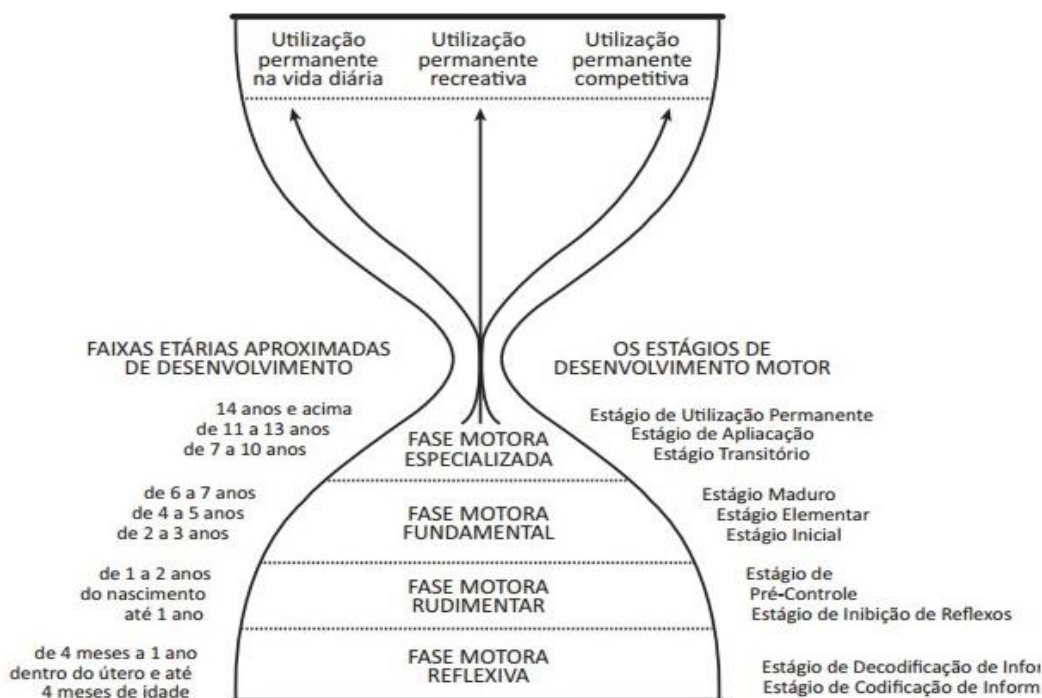 Utilização permanente na vida diária
Utilização permanente recreativa
Utilização permanente competitiva
FAIXAS ETÁRIAS APROXIMADAS
DE DESENVOLVIMENTO
OS ESTÁGIOS DE
DESENVOLVIMENTO MOTOR
14 anos e acima
de 11 a 13 anos
de 7 a 10 anos
FASE MOTORA
ESPECIALIZADA
Estágio de Utilização Permanente
Estágio de Apliacação
Estágio Transitório
de 6 a 7 anos
de 4 a 5 anos
de 2 a 3 anos
FASE MOTORA
FUNDAMENTAL
Estágio Maduro
Estágio Elementar
Estágio Inicial
de 1 a 2 anos
do nascimento
até 1 ano
FASE MOTORA
RUDIMENTAR
Estágio de
Pré-Controle
Estágio de Inibição de Reflexos
de 4 meses a 1 ano
dentro do útero e até
4 meses de idade
FASE MOTORA
REFLEXIVA
Estágio de Decodificação de Infor
Estágio de Codificação de Inform